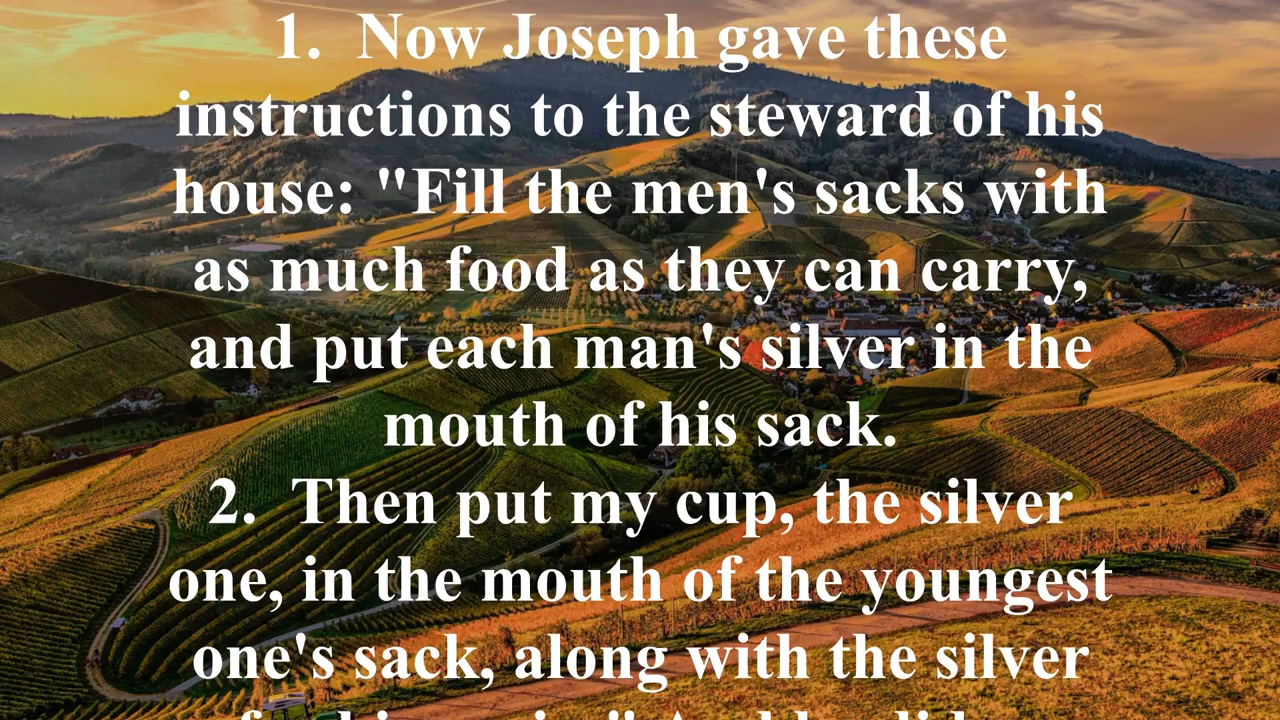 1.  Now Joseph gave these
instructions to the steward of his
house: "Fill the men's sacks with
as much food as they can carry,
and put each man's silver in the
mouth of his sack.
2.  Then put my cup, the silver
one, in the mouth of the youngest
one's sack, along with the silver